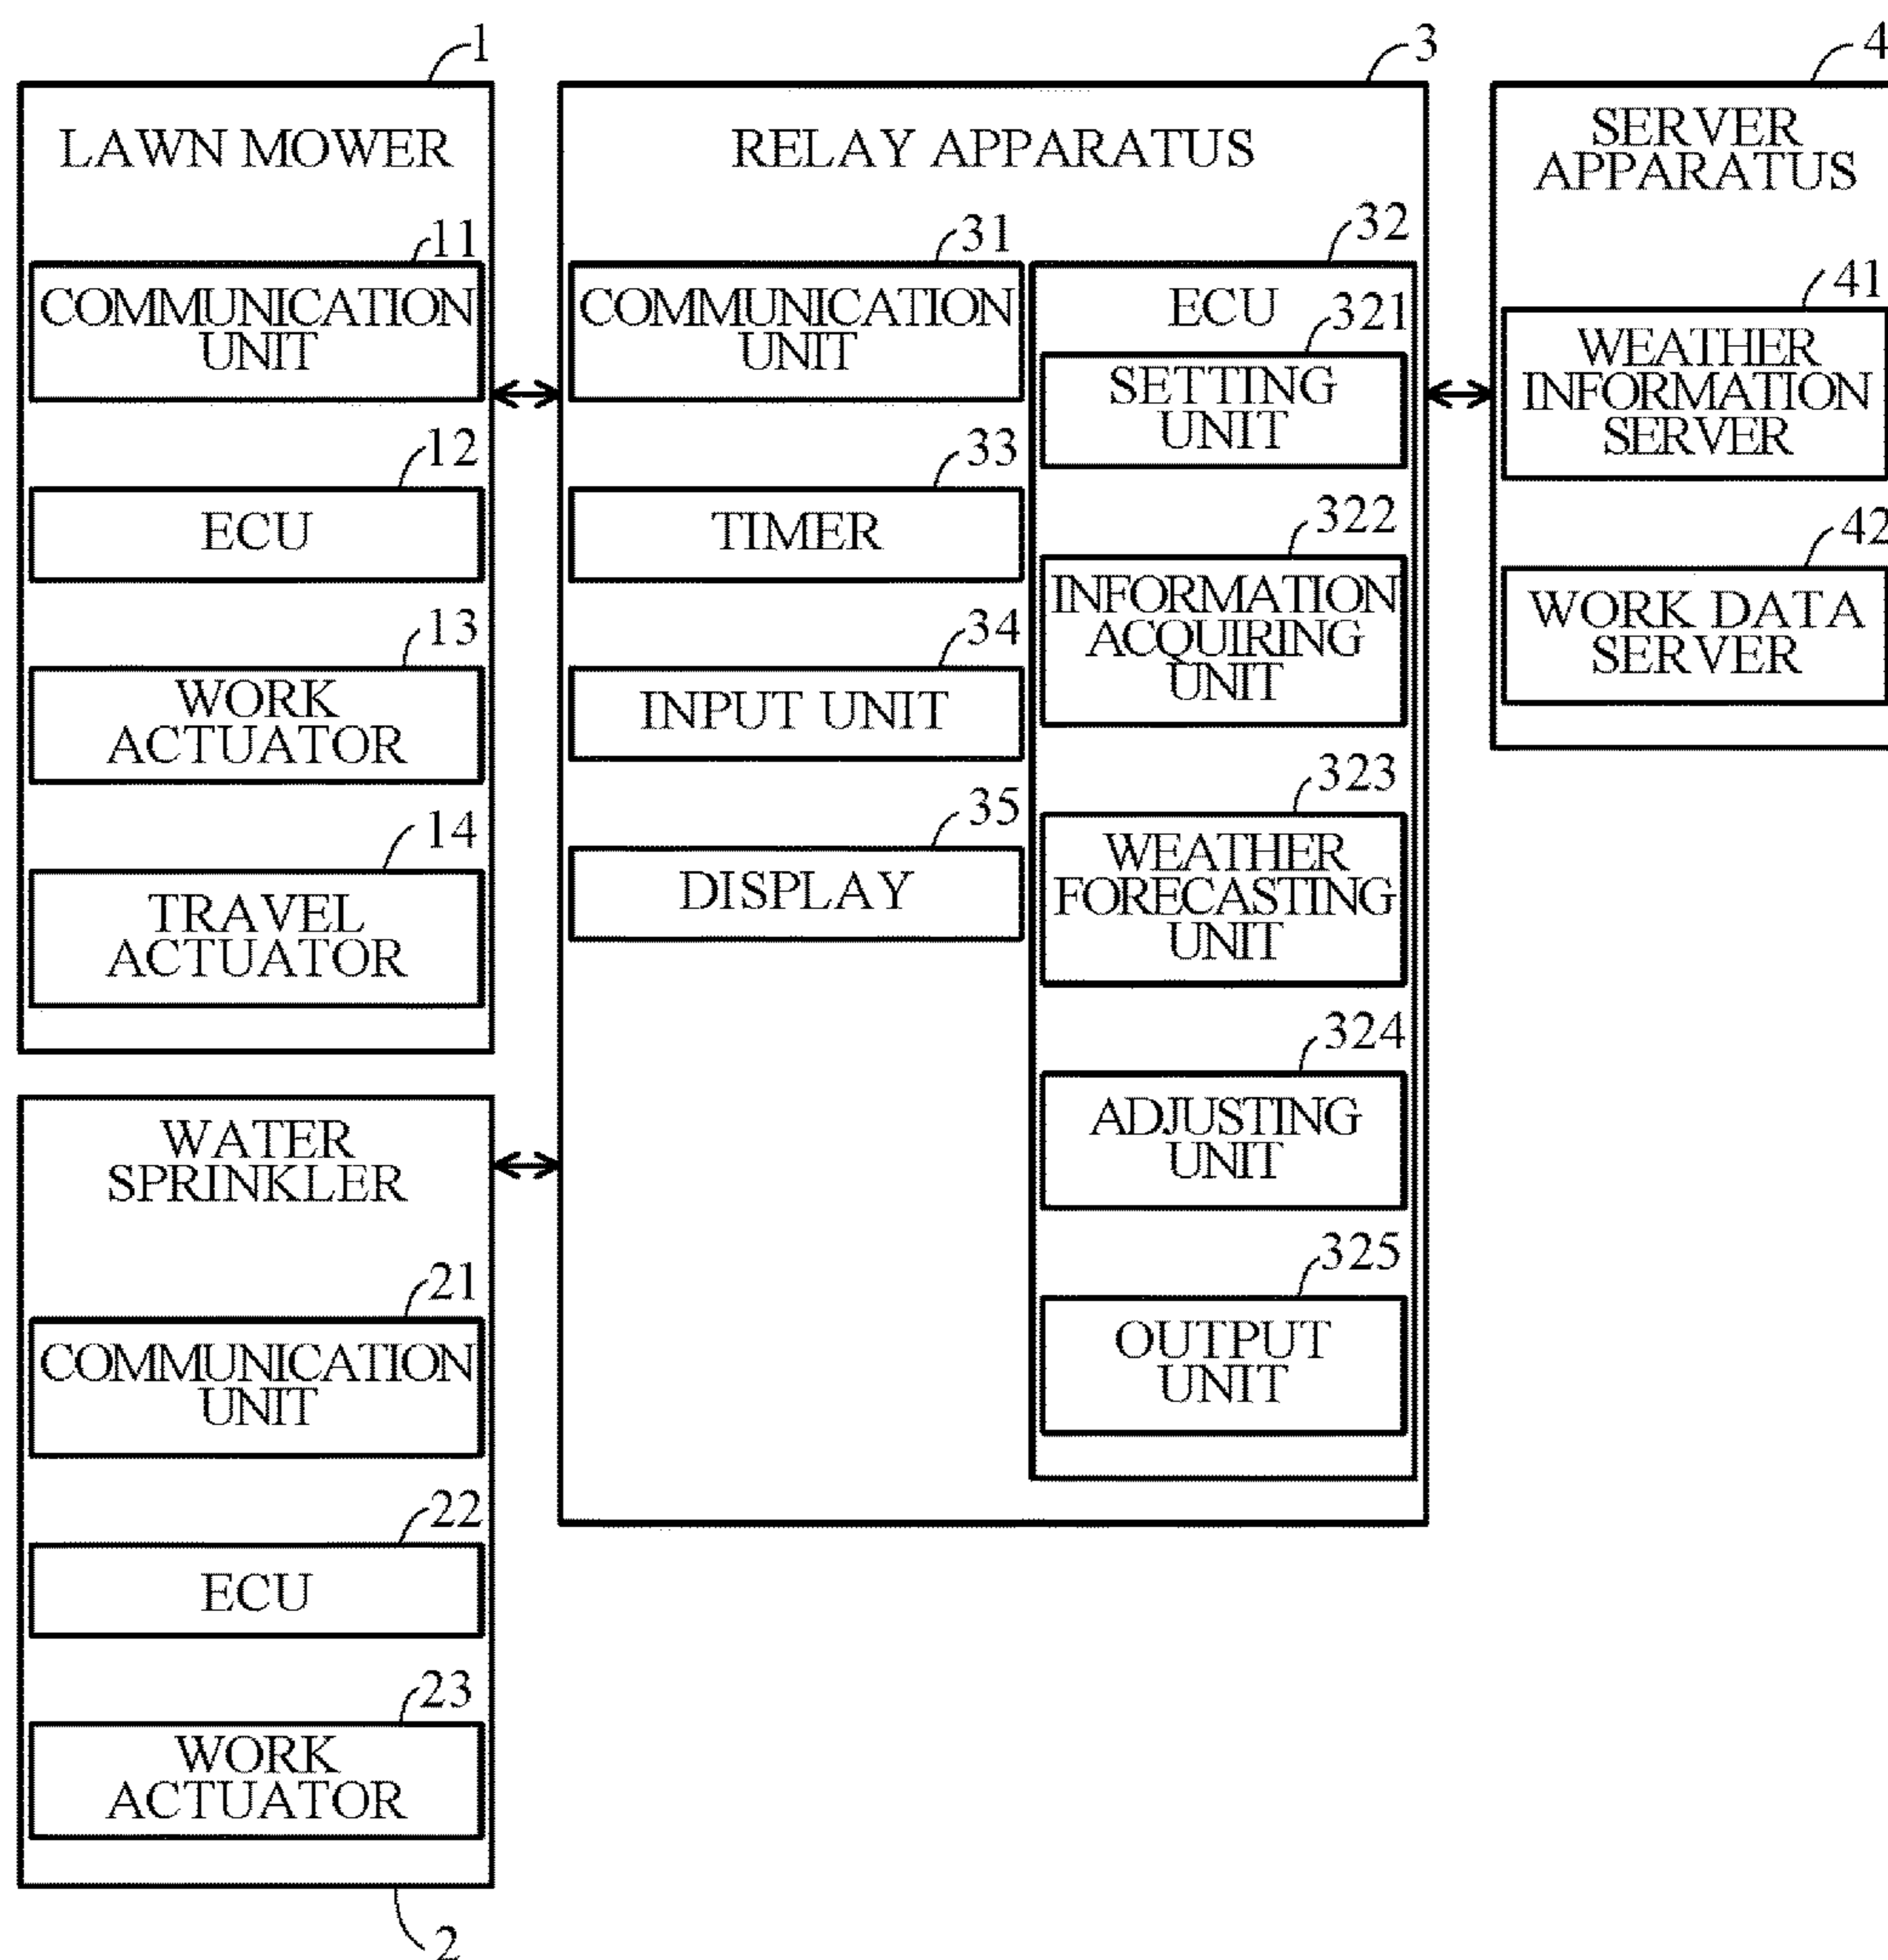 1
LAWN MOWER
11
COMMUNICATION
UNIT
12
ECU
13
WORK
ACTUATOR
14
TRAVEL
ACTUATOR
WATER
SPRINKLER
21
COMMUNICATION
UNIT
22
ECU
23
WORK
ACTUATOR
2
3
RELAY APPARATUS
31
COMMUNICATION
UNIT
33
TIMER
34
INPUT UNIT
35
DISPLAY
32
ECU
321
SETTING
UNIT
322
INFORMATION
ACQUIRING
UNIT
323
WEATHER
FORECASTING
UNIT
324
ADJUSTING
UNIT
325
OUTPUT
UNIT
4
SERVER
APPARATUS
41
WEATHER
INFORMATION
SERVER
42
WORK DATA
SERVER